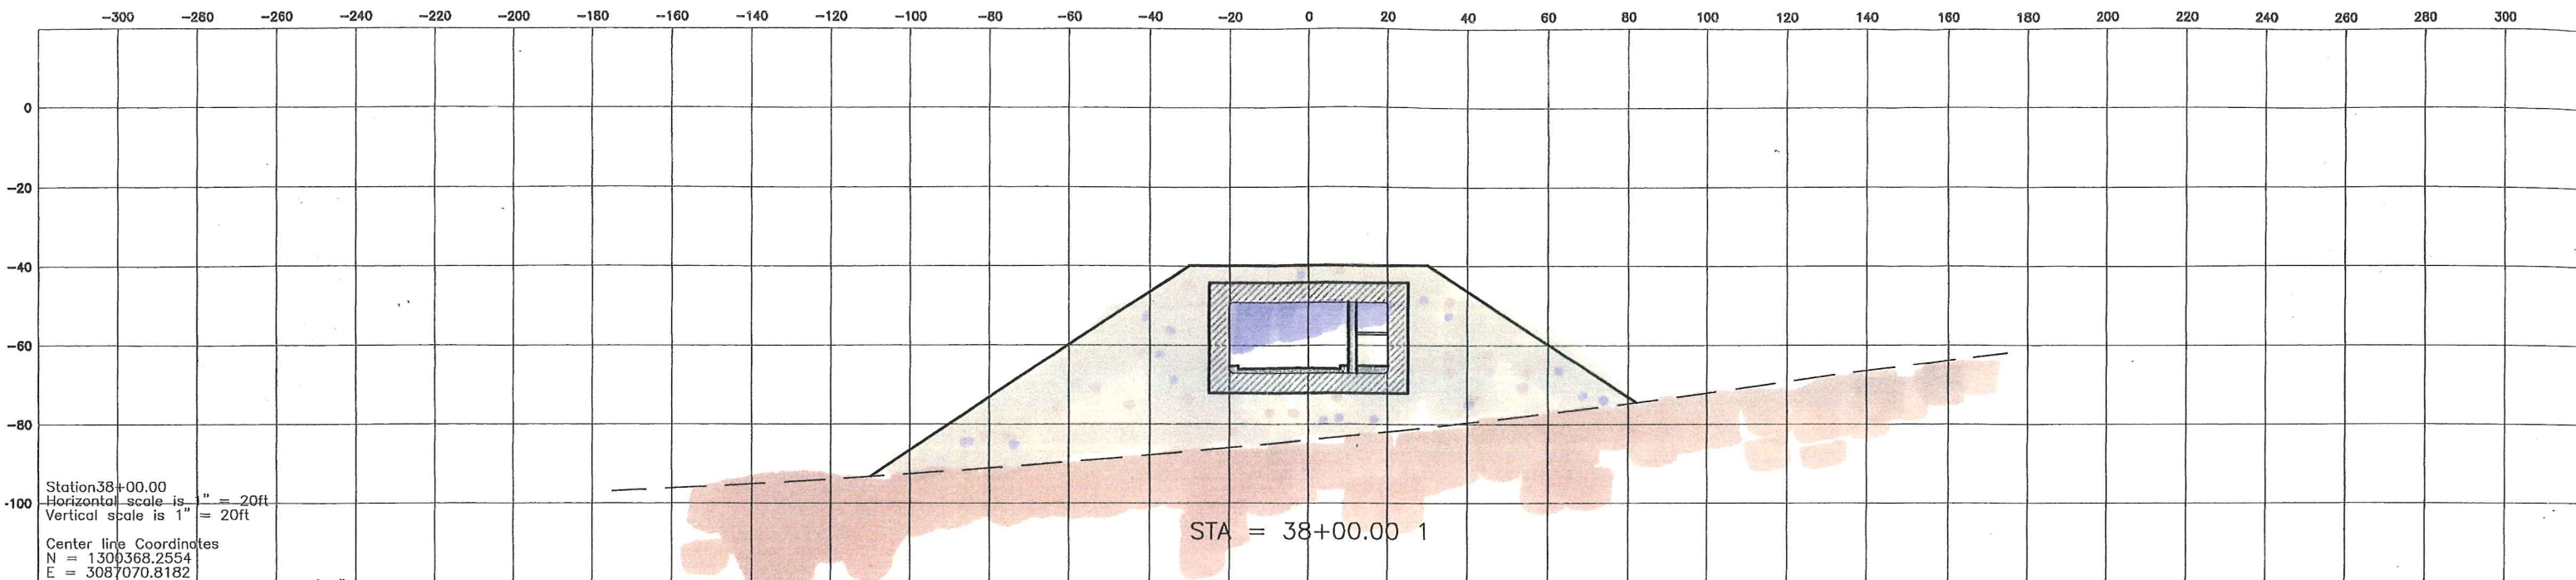 -300 -280 -260 -240 -220 -200 -180 -160 -140 -120 -100 -80 -60 -40 -20 0 20 40 60 80 100 120 140 160 180 200 220 240 260 280 300
0
-20
-40
-60
-80
-100
Station38+00.00
Horizontal scale is 1" = 20ft
Vertical scale is 1" = 20ft
STA = 38+00.00 1
Center line Coordinates
N = 1300368.2554
E = 3087070.8182